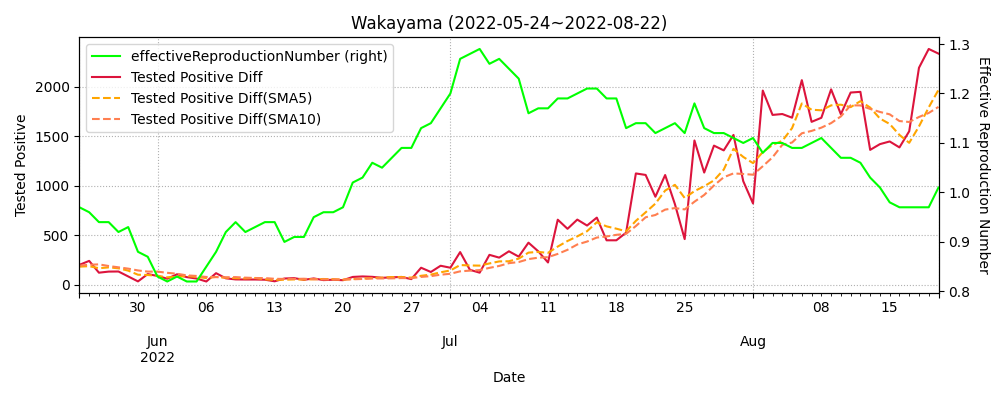 Wakayama (2022-05-24~2022-08-22)
effectiveReproductionNumber (right)
Tested Positive Diff
Tested Positive Diff(SMA5)
Tested Positive Diff(SMA10)
Tested Positive
2000
1500
1000
500
0
1.3
1.2
1.1
1.0
0.9
0.8
Effective Reproduction Number
30 06 13 20 27 04 11 18 25 08 15
Jun Jul Aug
2022
Date